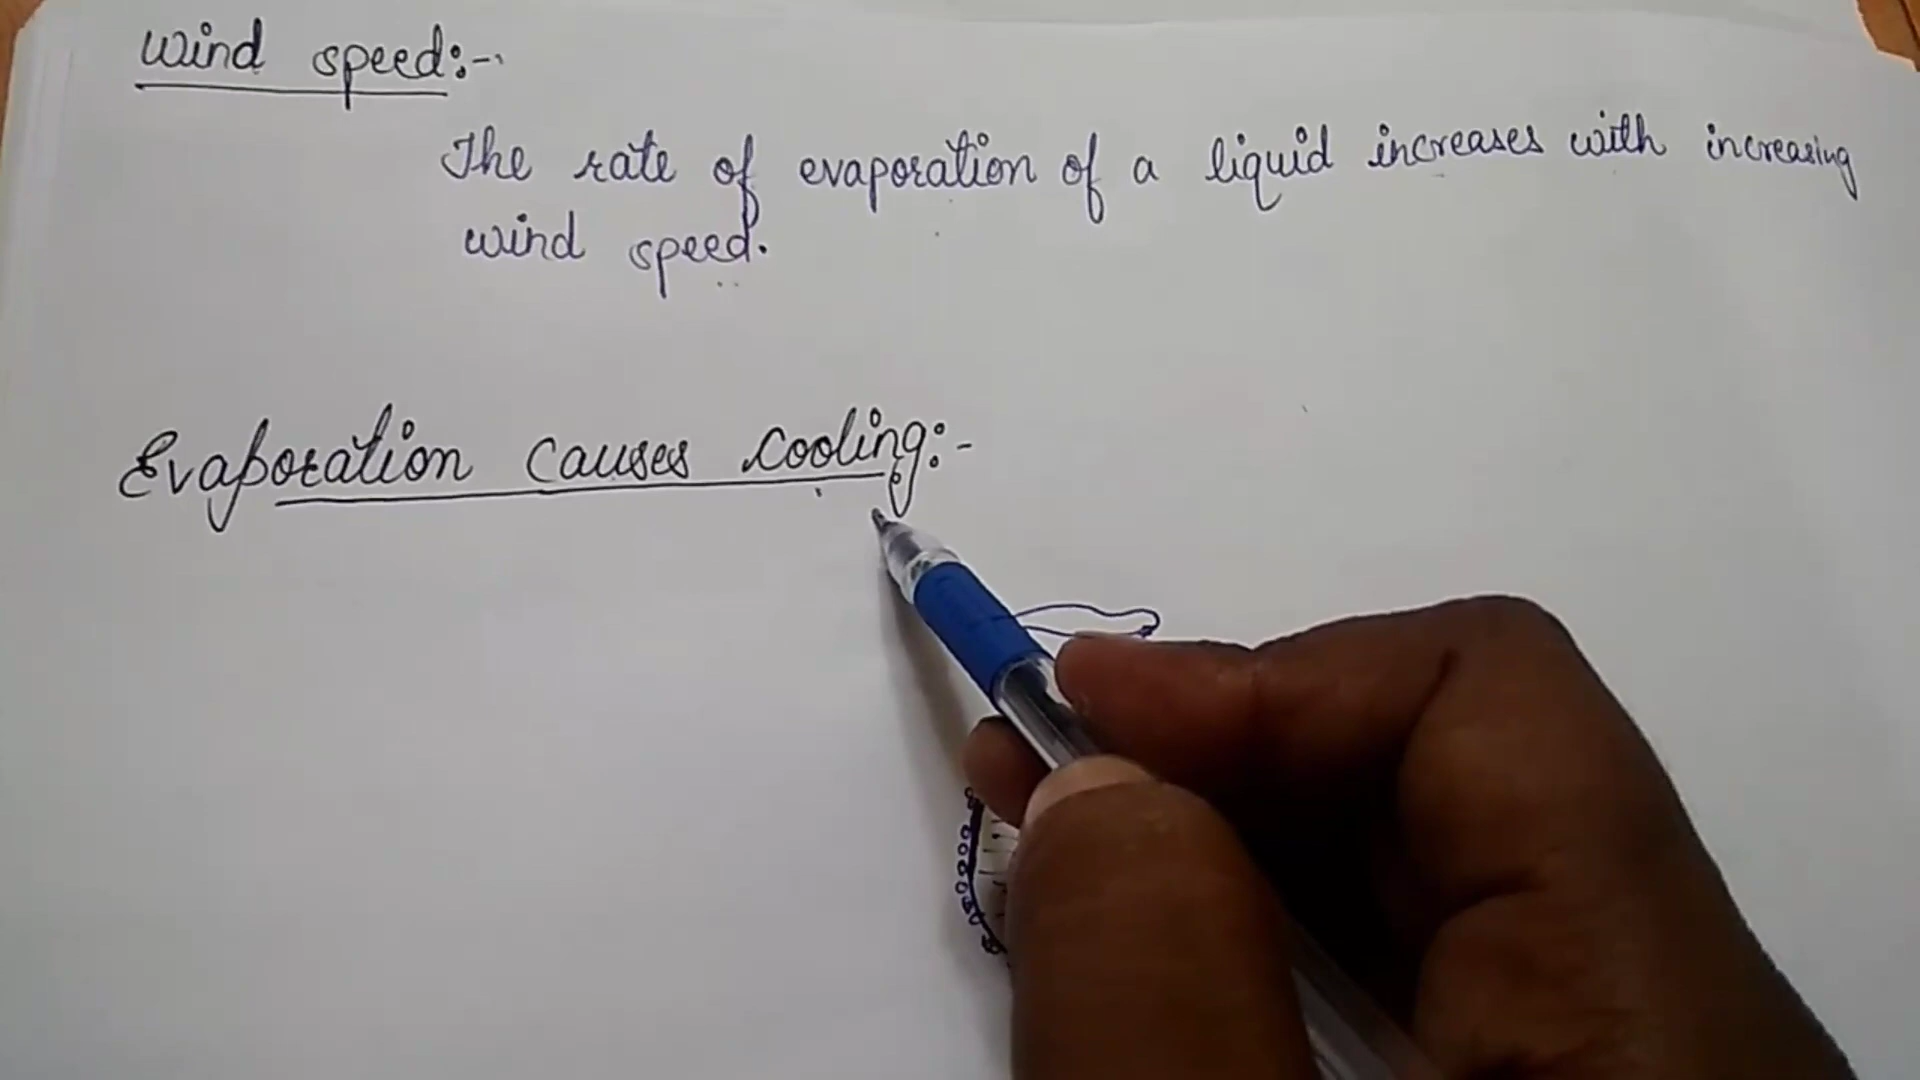 Wind speed:-
The rate of evaporation of a liquid increases with increasing
wind speed.
Evaporation causes cooling:-